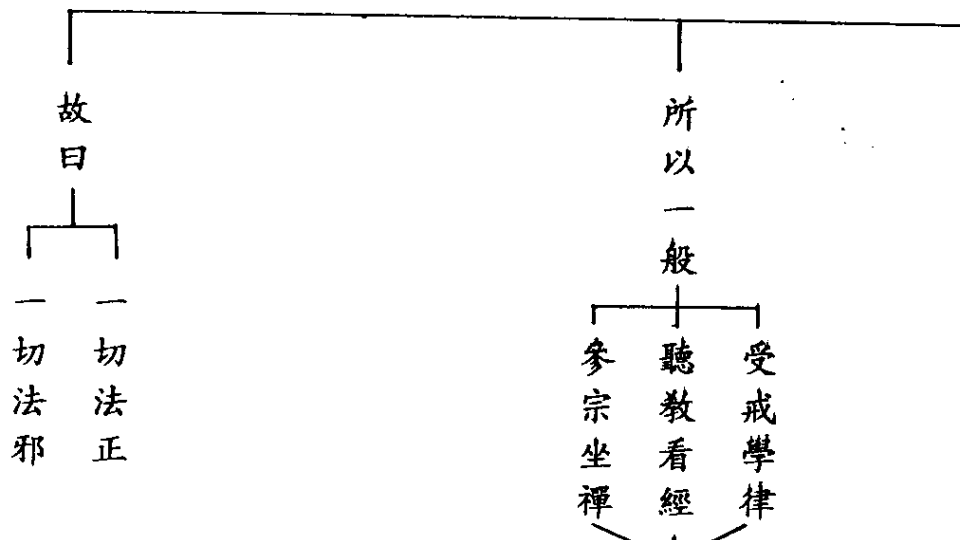 所以一般
受戒學律
聽教看經
參宗坐禪
故曰
一切法正
一切法邪